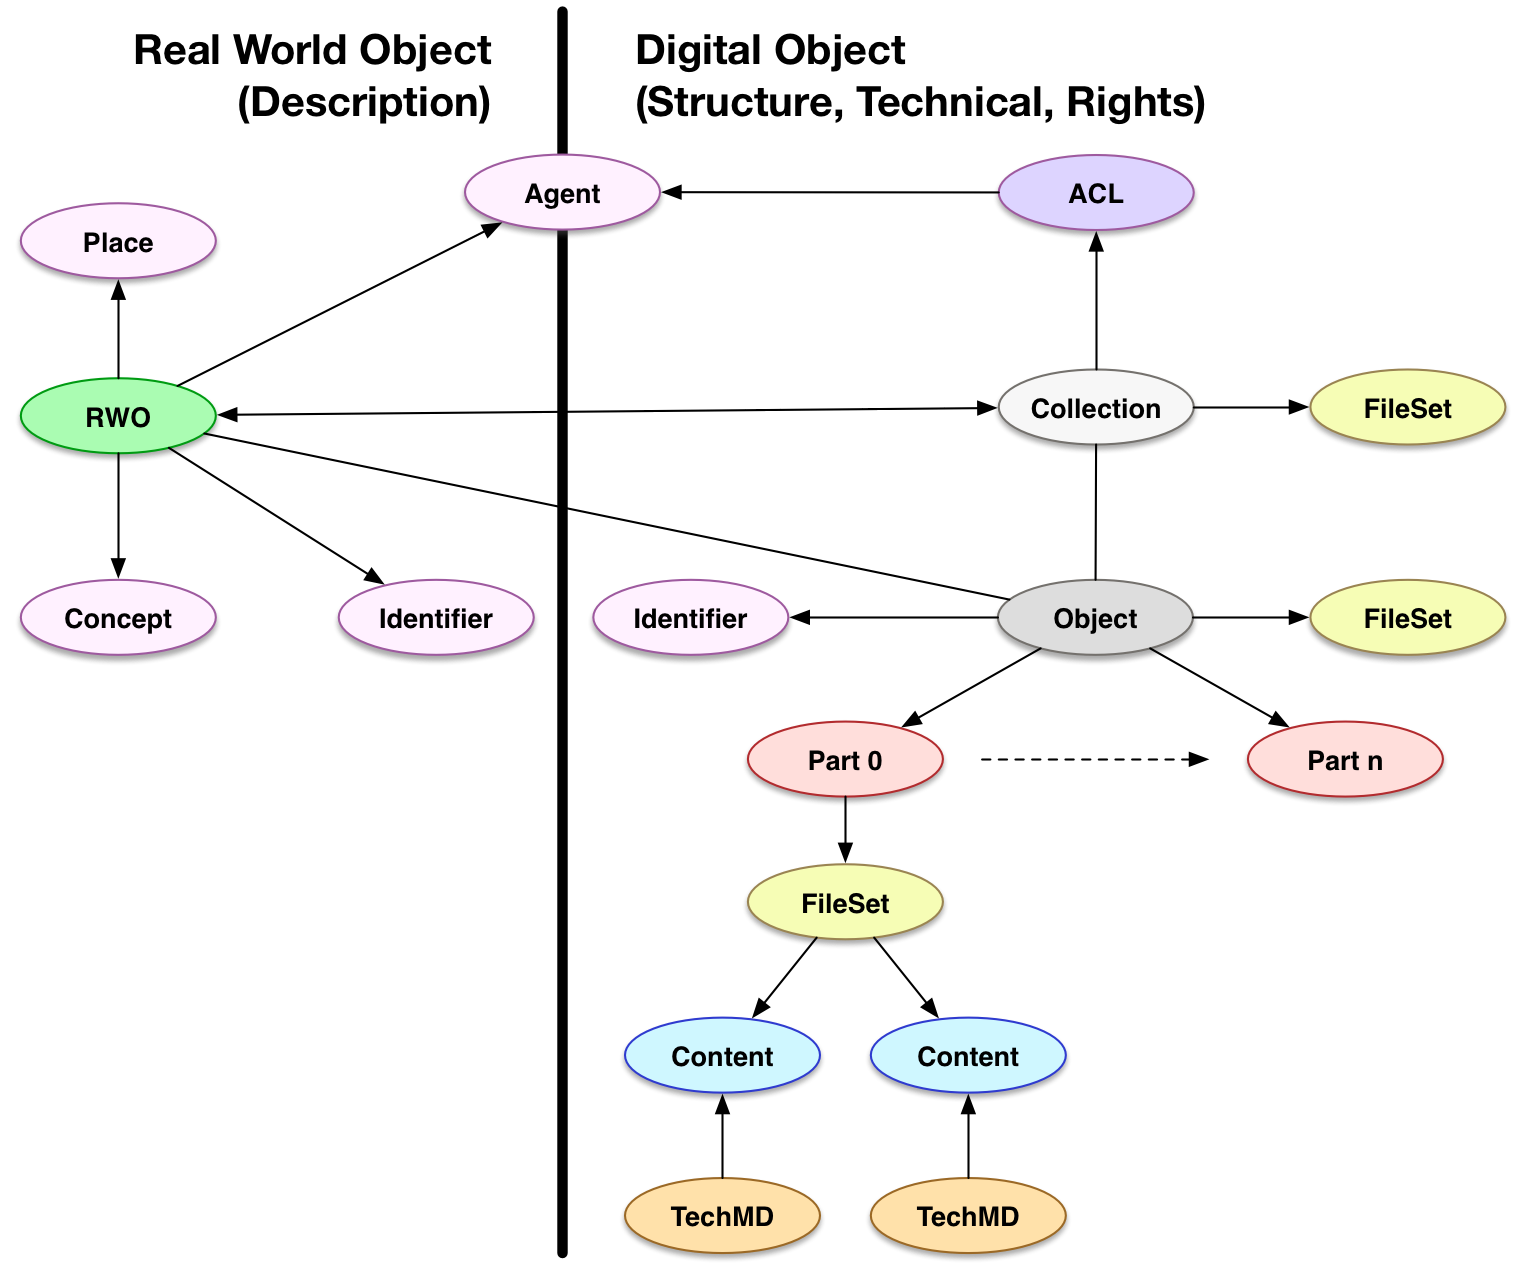 Real World Object
(Description)
Digital Object
(Structure, Technical, Rights)
Agent
ACL
Place
RWO
Collection
FileSet
Concept
Identifier
Identifier
Object
FileSet
Part 0
Part n
FileSet
Content
Content
TechMD
TechMD